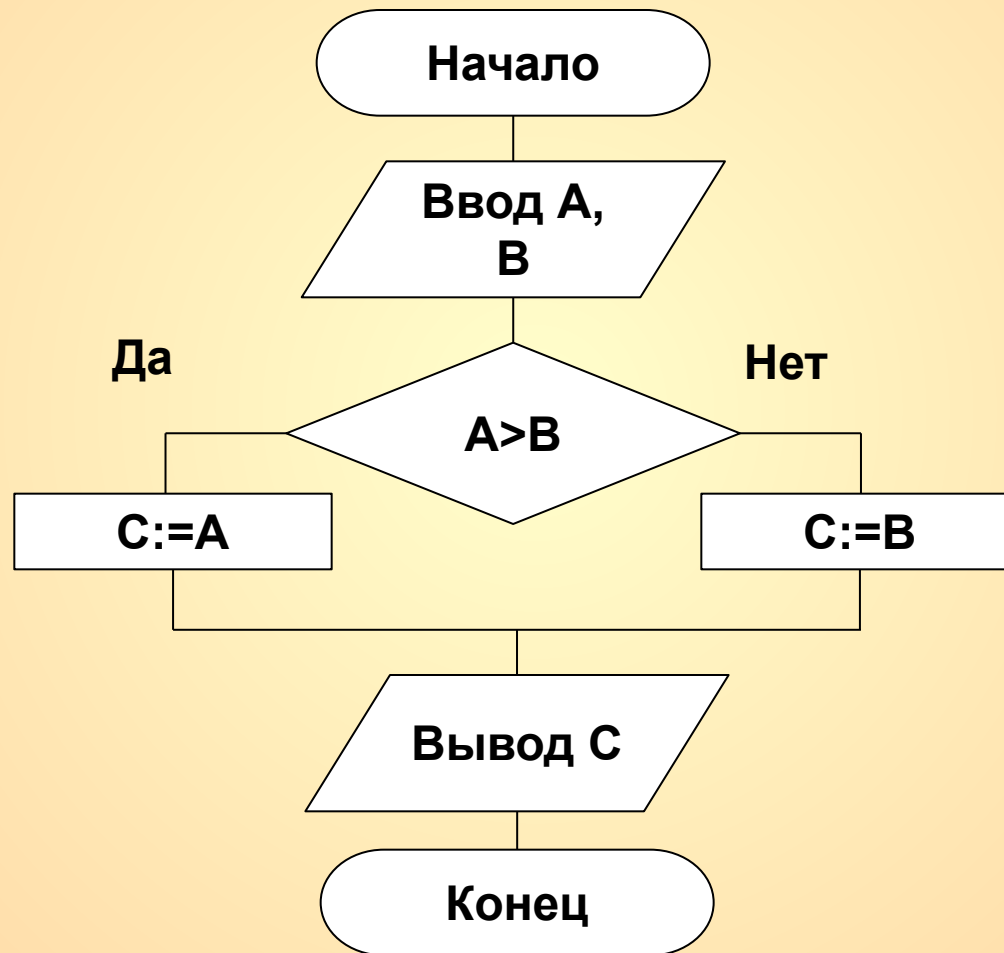 Начало
Ввод А,
В
Да
Нет
A>B
C:=A
C:=B
Вывод С
Конец